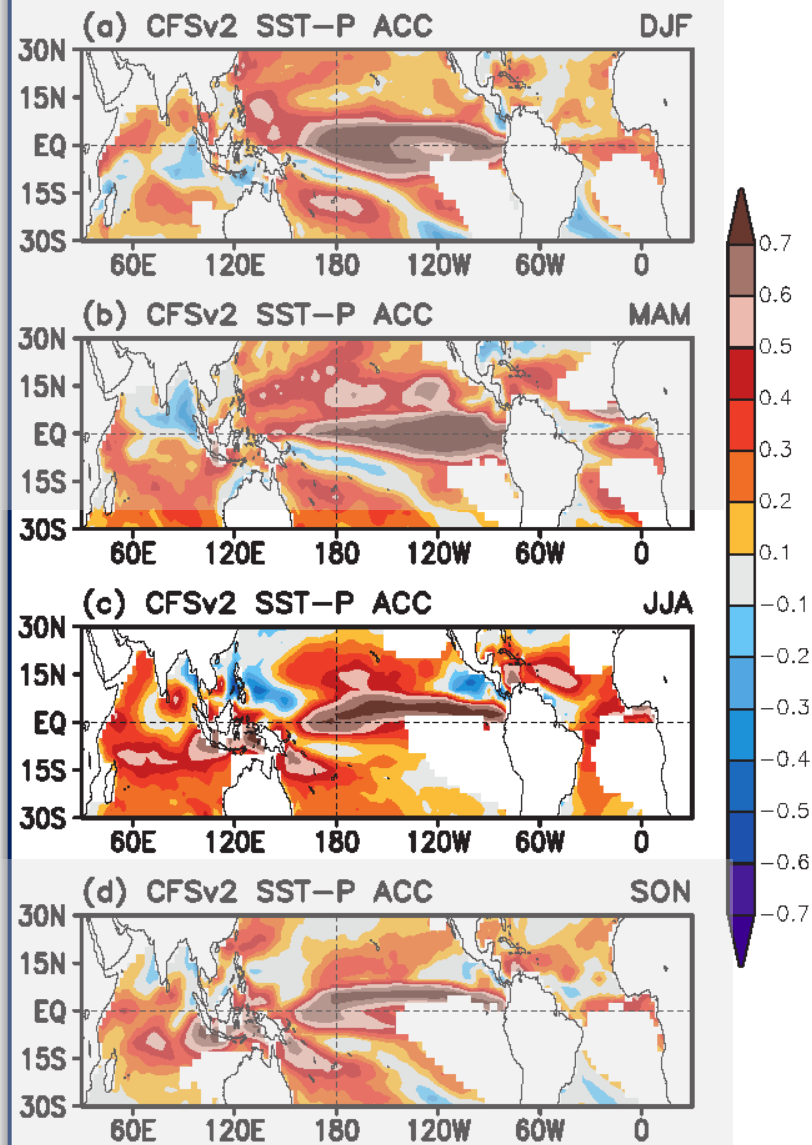 (a) CFSv2 SST-P ACC DJF
30N
15N
EQ
15S
30S
60E 120E 180 120W 60W 0
(b) CFSv2 SST-P ACC MAM
30N
15N
EQ
15S
30S
60E 120E 180 120W 60W 0
(c) CFSv2 SST-P ACC JJA
30N
15N
EQ
15S
30S
60E 120E 180 120W 60W 0
(d) CFSv2 SST-P ACC SON
30N
15N
EQ
15S
30S
60E 120E 180 120W 60W 0
0.7
0.6
0.5
0.4
0.3
0.2
0.1
-0.1
-0.2
-0.3
-0.4
-0.5
-0.6
-0.7